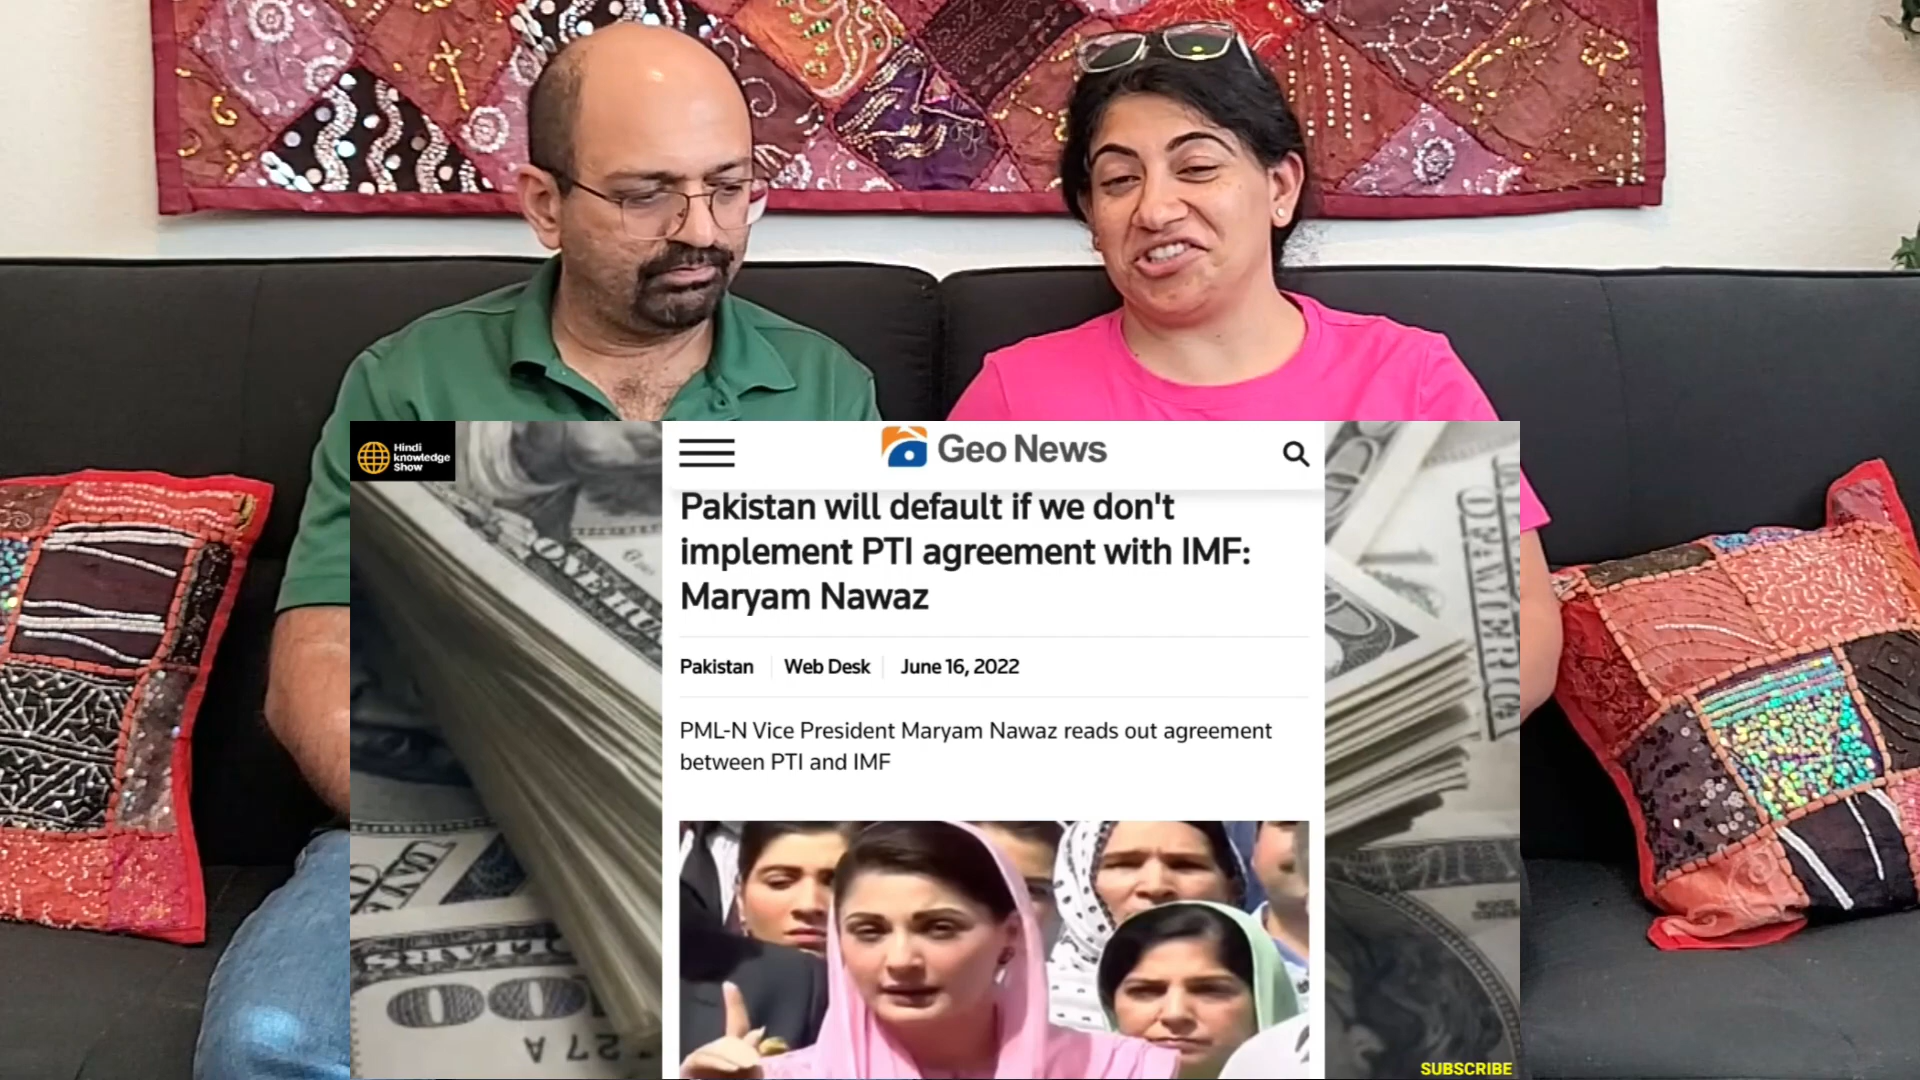 Hindi
knowledge
Show
Geo News
Pakistan will default if we don't
implement PTI agreement with IMF:
Maryam Nawaz
Pakistan Web Desk June 16, 2022
PML-N Vice President Maryam Nawaz reads out agreement
between PTI and IMF
SUBSCRIBE